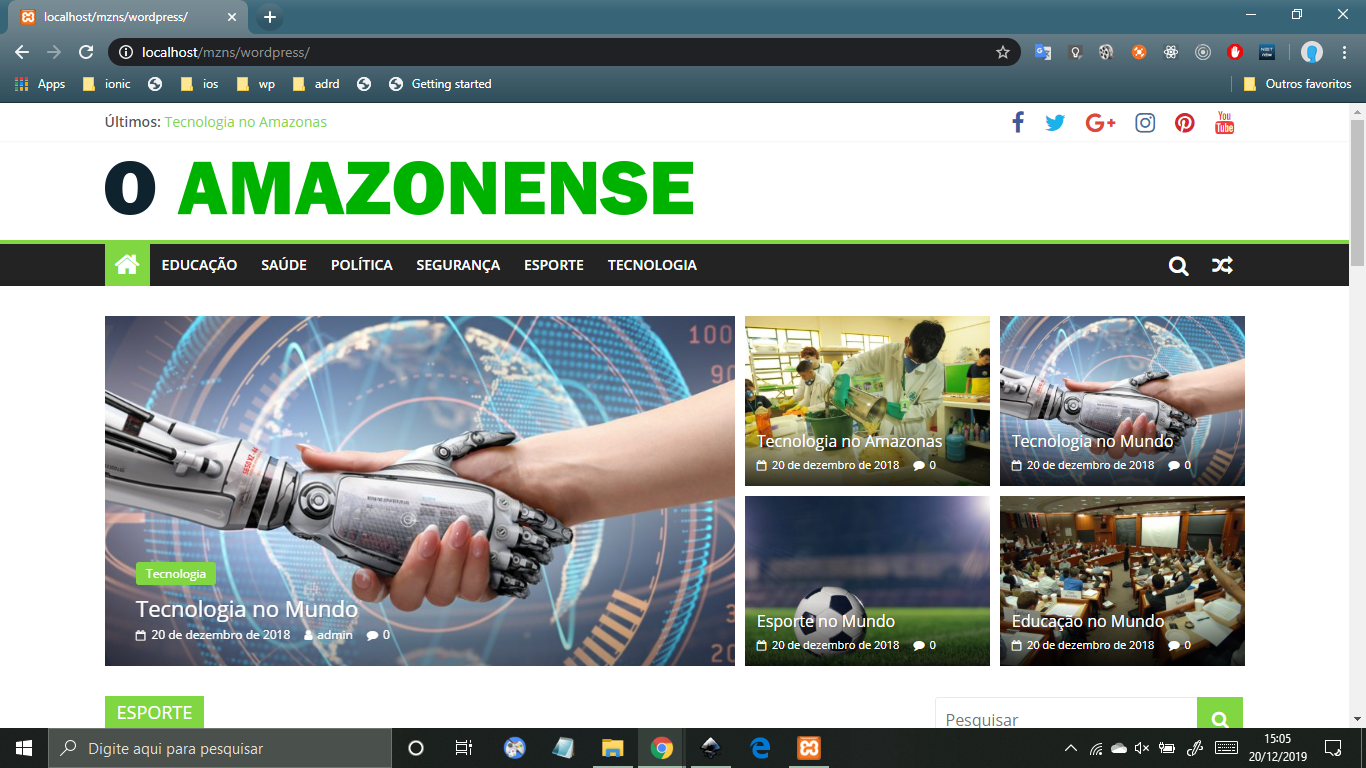 localhost/mzns/wordpress/
localhost/mzns/wordpress/
Apps
ionic
ios
wp
adrd
Getting started
Outros favoritos
Últimos: Tecnologia no Amazonas
You Tube
O AMAZONENSE
EDUCAÇÃO SAÚDE POLÍTICA SEGURANÇA ESPORTE TECNOLOGIA
100
Tecnologia
Tecnologia no Mundo
20 de dezembro de 2018 admin 0
Tecnologia no Amazonas
20 de dezembro de 2018 0
Tecnologia no Mundo
20 de dezembro de 2018 0
Esporte no Mundo
20 de dezembro de 2018 0
Educação no Mundo
20 de dezembro de 2018 0
ESPORTE
Pesquisar
Digite aqui para pesquisar
15:05
20/12/2019